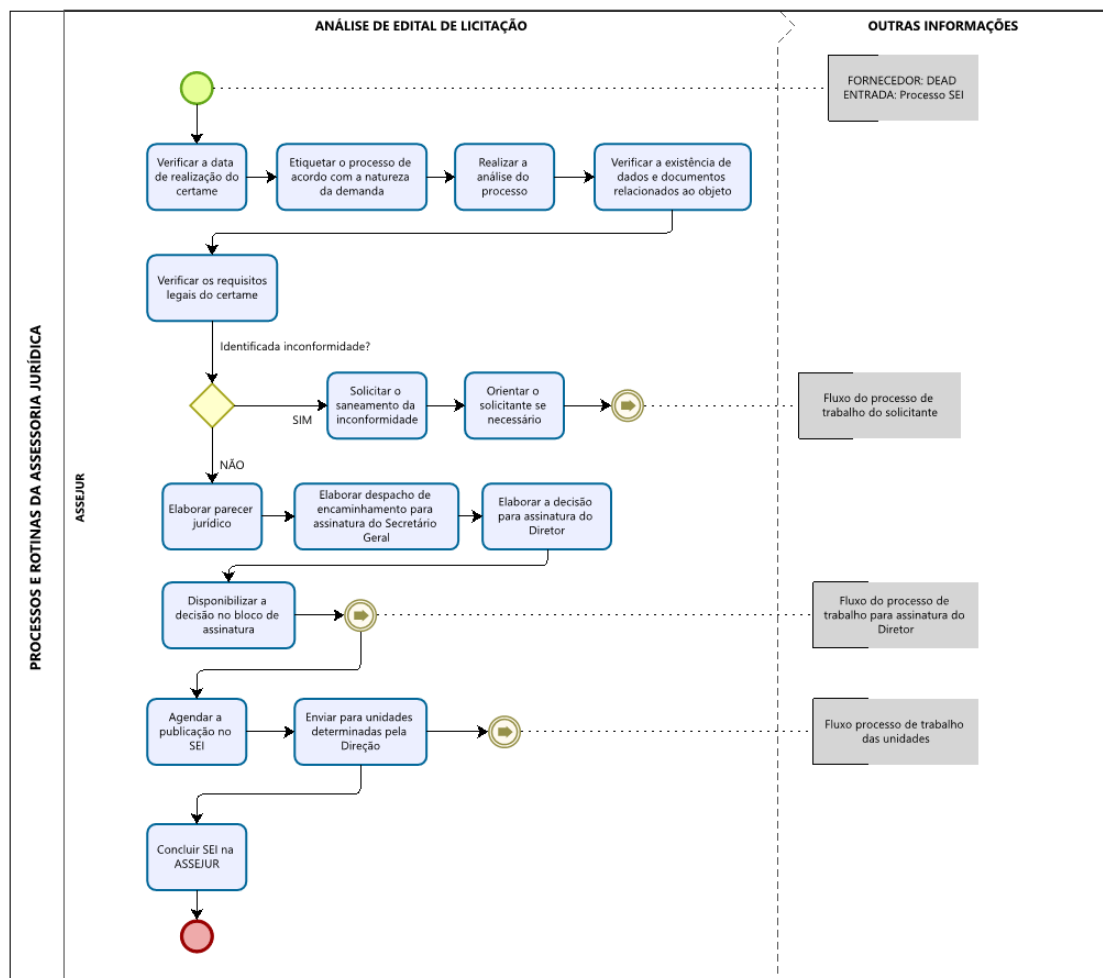 ANÁLISE DE EDITAL DE LICITAÇÃO
OUTRAS INFORMAÇÕES
PROCESSOS E ROTINAS DA ASSESSORIA JURÍDICA
ASSEJUR
FORNECEDOR: DEAD
ENTRADA: Processo SEI
Verificar a data
de realização do
certame
Etiquetar o processo de
acordo com a natureza
da demanda
Realizar a
análise do
processo
Verificar a existência de
dados e documentos
relacionados ao objeto
Verificar os requisitos
legais do certame
Identificada inconformidade?
SIM
Solicitar o
saneamento da
inconformidade
Orientar o
solicitante se
necessário
Fluxo do processo de
trabalho do solicitante
NÃO
Elaborar parecer
jurídico
Elaborar despacho de
encaminhamento para
assinatura do Secretário
Geral
Elaborar a decisão
para assinatura do
Diretor
Disponibilizar a
decisão no bloco de
assinatura
Fluxo do processo de
trabalho para assinatura do
Diretor
Agendar a
publicação no
SEI
Enviar para unidades
determinadas pela
Direção
Fluxo processo de trabalho
das unidades
Concluir SEI na
ASSEJUR